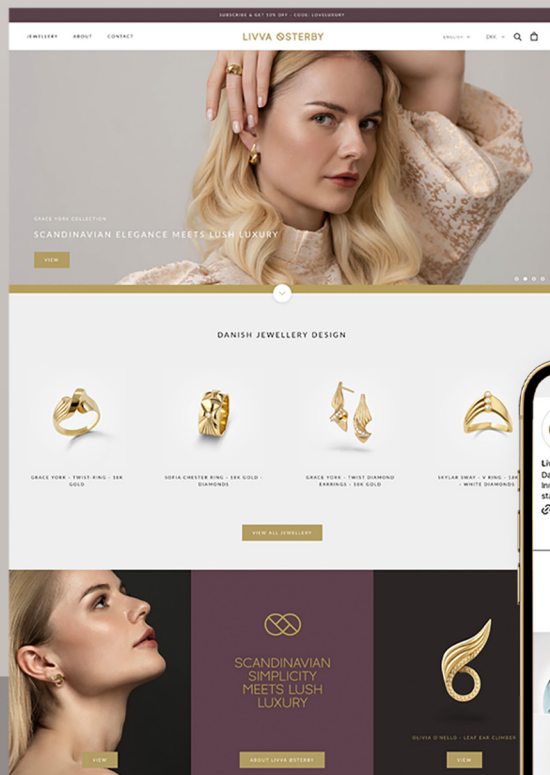 SUBSCRIBE & GET 10% OFF - CODE: LOVELUXURY
JEWELLERY ABOUT CONTACT LIVVA ØSTERBY ENGLISH DKK
GRACE YORK COLLECTION
SCANDINAVIAN ELEGANCE MEETS LUSH LUXURY
VIEW
DANISH JEWELLERY DESIGN
GRACE YORK - TWIST-RING - 18K
GOLD
SOFIA CHESTER RING - 18K GOLD -
DIAMONDS
GRACE YORK - TWIST DIAMOND
EARRINGS - 18K GOLD
SKYLAR SWAY - V RING - 18K
- WHITE DIAMONDS
VIEW ALL JEWELLERY
SCANDINAVIAN
SIMPLICITY
MEETS LUSH
LUXURY
OLIVIA O'NELLO - LEAF EAR CLIMBER
VIEW
ABOUT LIVVA ØSTERBY
VIEW